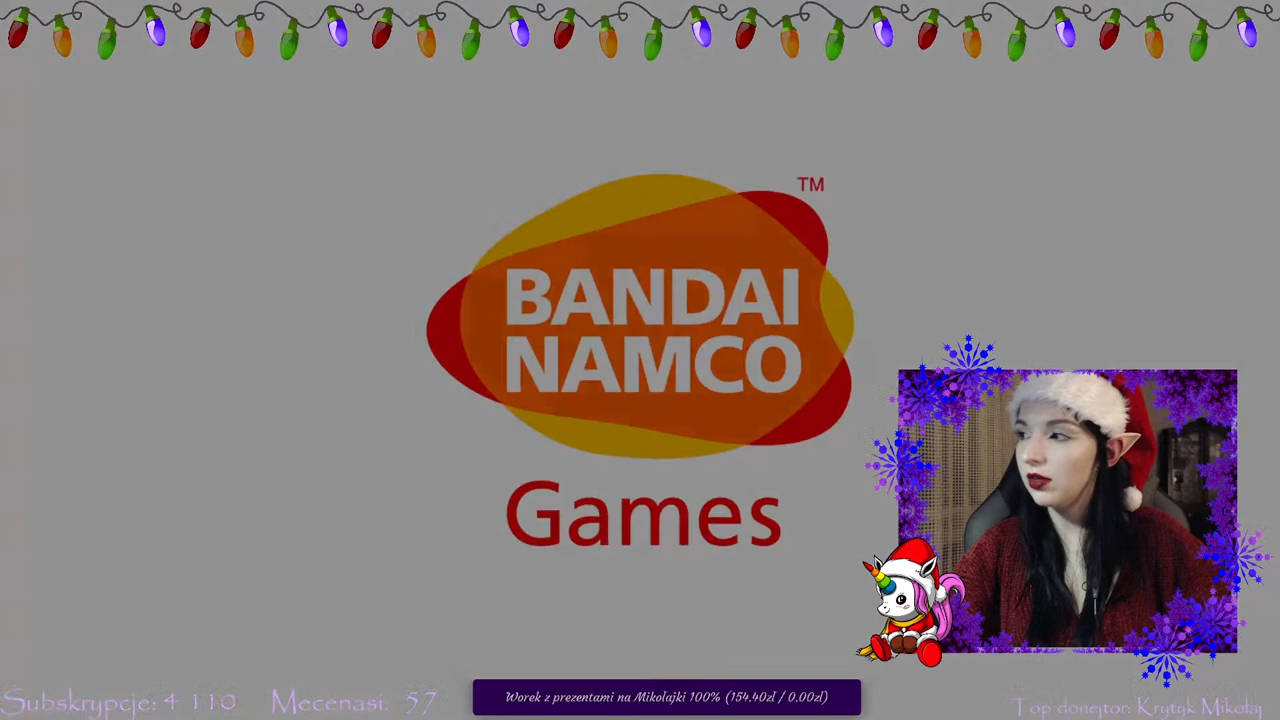 TM
BANDAI
NAMCO
Games
Subskrypcje: 4 110 Mecenasi: 57
Worek z prezentami na Mikołajki 100% (154.40zł / 0.00zł)
Top donejtor: Krytyk Mikołaj